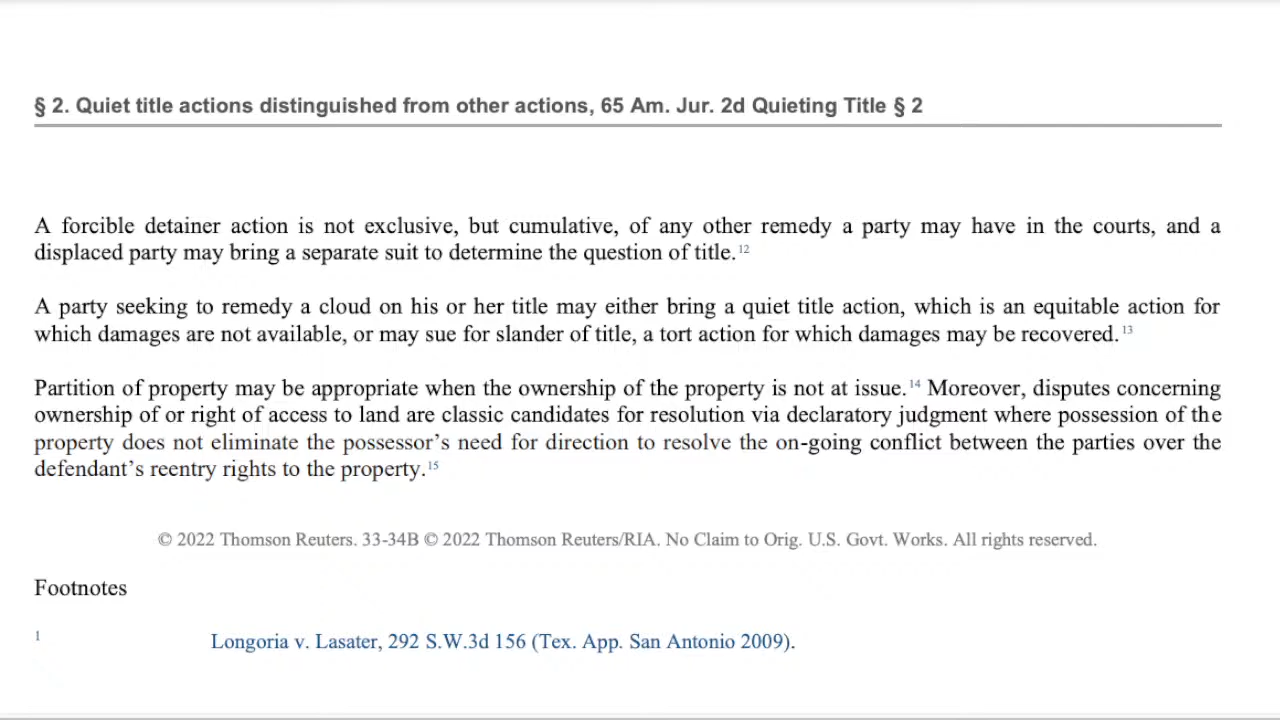 § 2. Quiet title actions distinguished from other actions, 65 Am. Jur. 2d Quieting Title § 2
A forcible detainer action is not exclusive, but cumulative, of any other remedy a party may have in the courts, and a
displaced party may bring a separate suit to determine the question of title. 12
A party seeking to remedy a cloud on his or her title may either bring a quiet title action, which is an equitable action for
which damages are not available, or may sue for slander of title, a tort action for which damages may be recovered. 13
Partition of property may be appropriate when the ownership of the property is not at issue. 14 Moreover, disputes concerning
ownership of or right of access to land are classic candidates for resolution via declaratory judgment where possession of the
property does not eliminate the possessor’s need for direction to resolve the on-going conflict between the parties over the
defendant’s reentry rights to the property. 15
© 2022 Thomson Reuters. 33-34B © 2022 Thomson Reuters/RIA. No Claim to Orig. U.S. Govt. Works. All rights reserved.
Footnotes
1 Longoria v. Lasater, 292 S.W.3d 156 (Tex. App. San Antonio 2009).